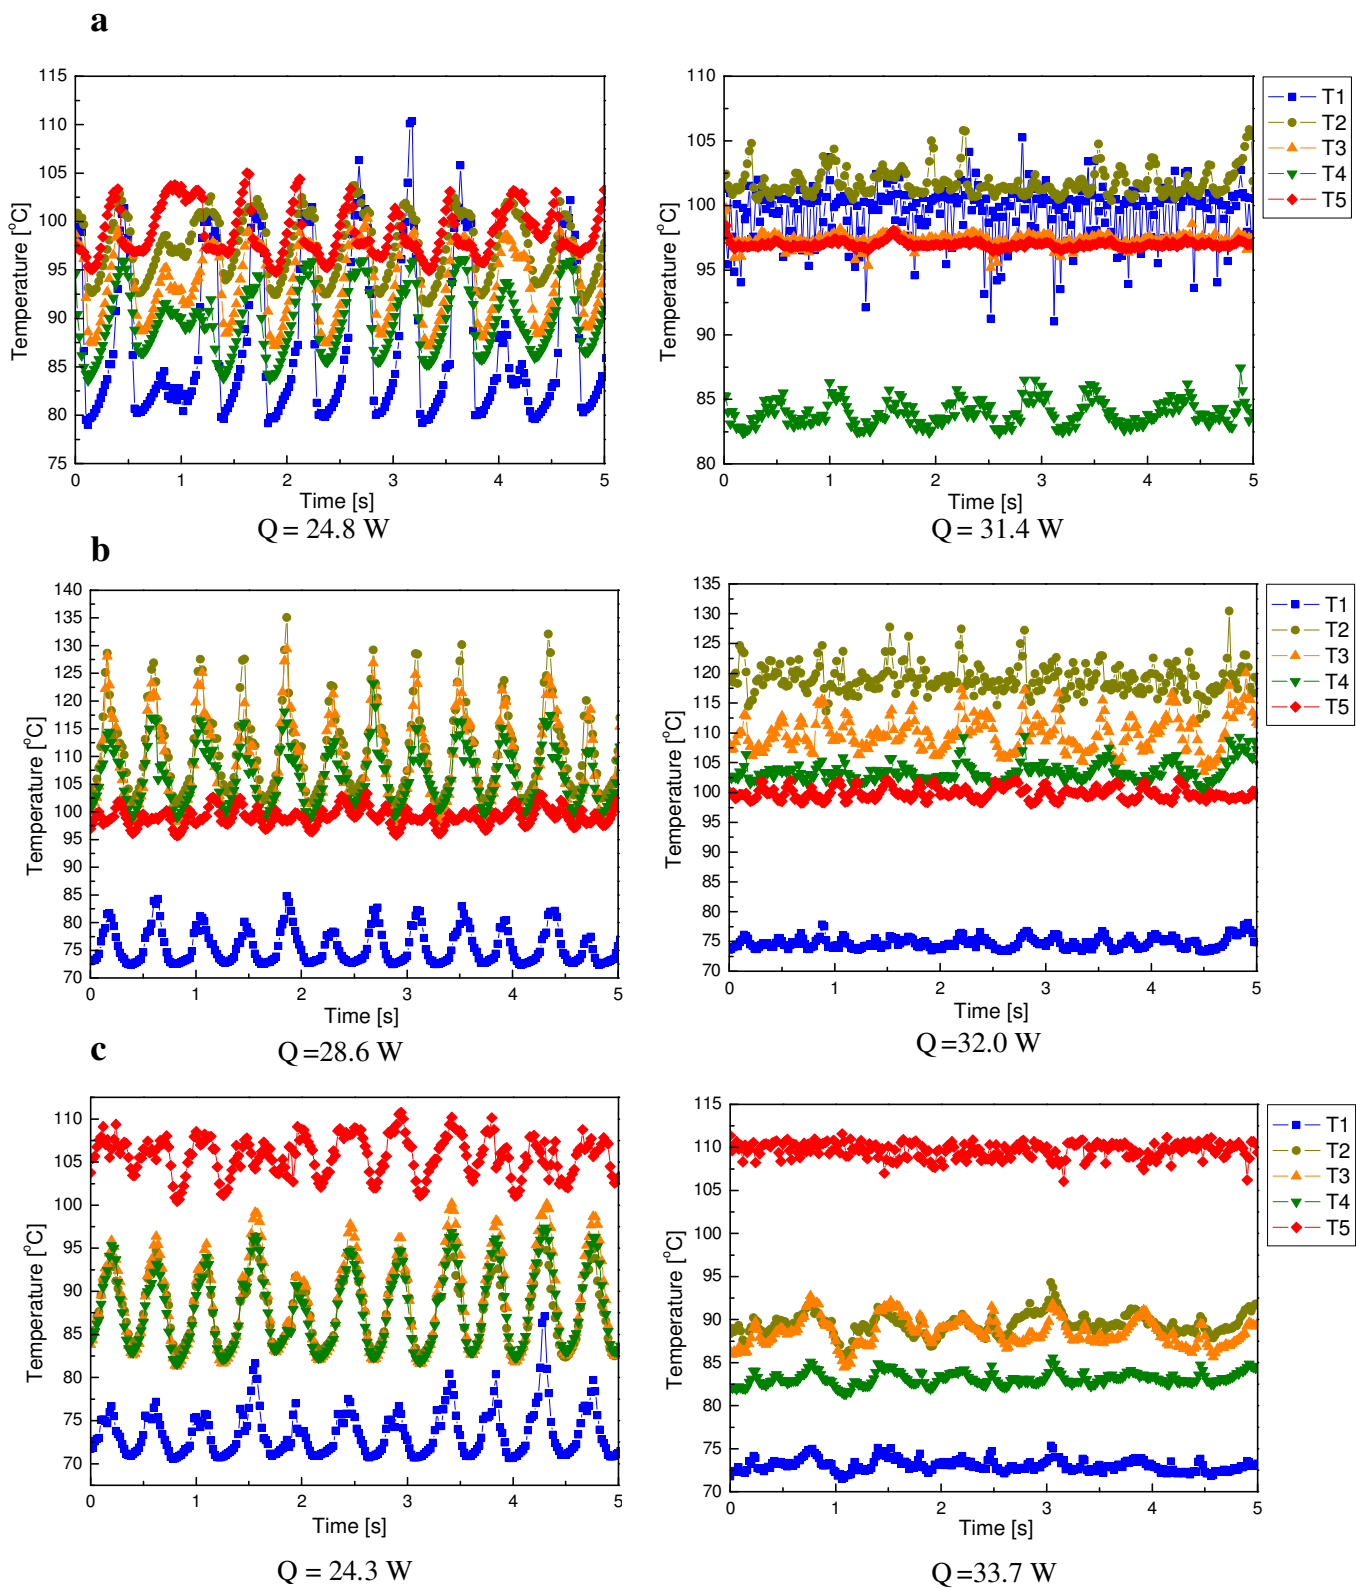 a
115
110
105
100
95
90
85
80
75
Temperature [°C]
0 1 2 3 4 5
Time [s]
Q = 24.8 W
110
105
100
95
90
85
80
Temperature [°C]
0 1 2 3 4 5
Time [s]
Q = 31.4 W
T1
T2
T3
T4
T5
b
140
135
130
125
120
115
110
105
100
95
90
85
80
75
70
Temperature [°C]
0 1 2 3 4 5
Time [s]
Q =28.6 W
135
130
125
120
115
110
105
100
95
90
85
80
75
70
Temperature [°C]
0 1 2 3 4 5
Time [s]
Q =32.0 W
T1
T2
T3
T4
T5
c
110
105
100
95
90
85
80
75
70
Temperature [°C]
0 1 2 3 4 5
Time [s]
Q = 24.3 W
115
110
105
100
95
90
85
80
75
70
Temperature [°C]
0 1 2 3 4 5
Time [s]
Q =33.7 W
T1
T2
T3
T4
T5